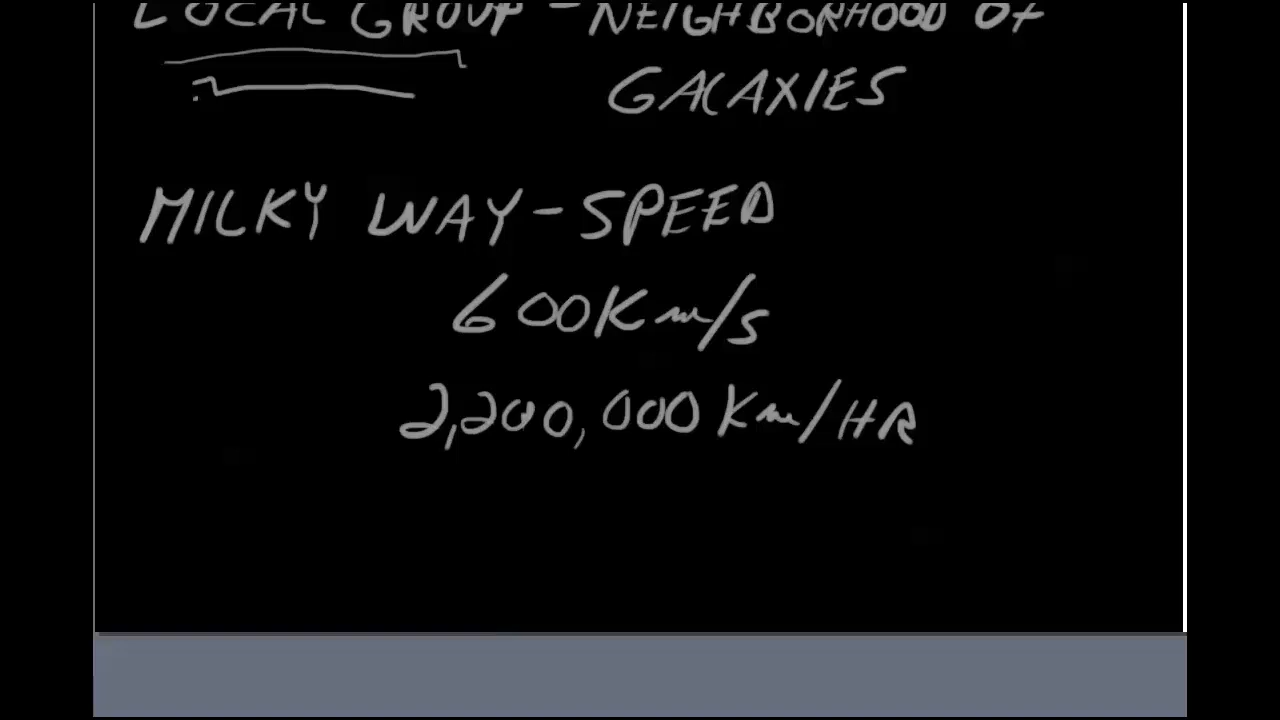 LOCAL GROUP - NEIGHBORHOOD OF
GALAXIES
MILKY WAY - SPEED
600Km/s
2,200,000 Km/HR